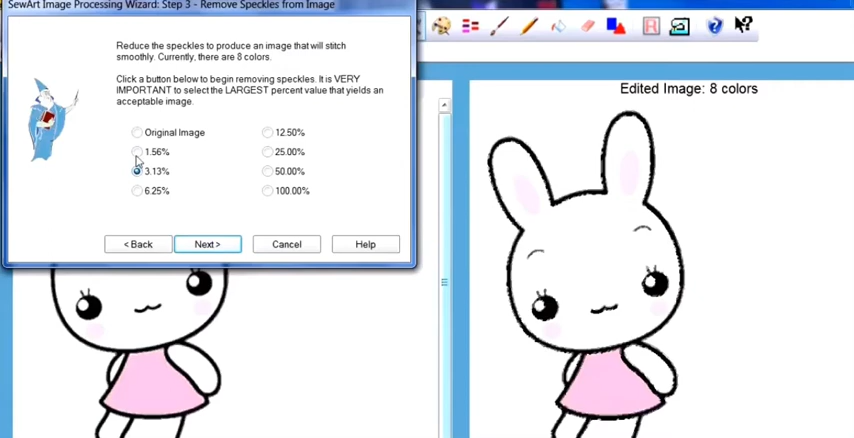 SewArt Image Processing Wizard: Step 3 - Remove Speckles from Image
Reduce the speckles to produce an image that will stitch
smoothly. Currently, there are 8 colors.
Click a button below to begin removing speckles. It is VERY
IMPORTANT to select the LARGEST percent value that yields an
acceptable image.
Original Image
12.50%
1.56%
25.00%
3.13%
50.00%
6.25%
100.00%
< Back
Next >
Cancel
Help
Edited Image: 8 colors